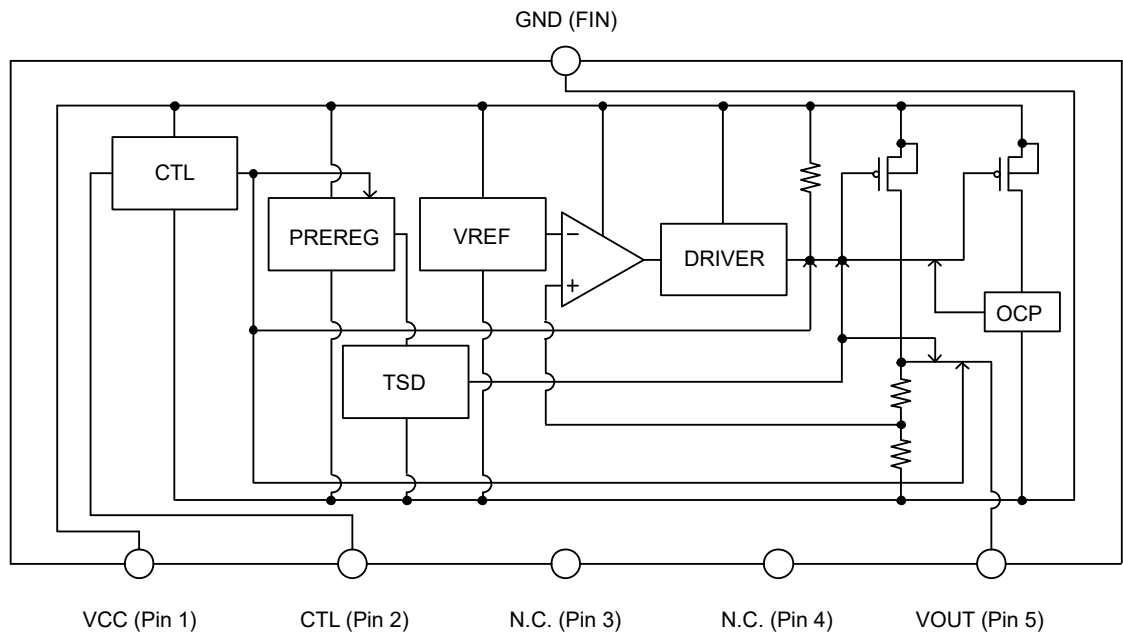 GND (FIN)
CTL
PREREG
VREF
−
+
DRIVER
OCP
TSD
VCC (Pin 1)
CTL (Pin 2)
N.C. (Pin 3)
N.C. (Pin 4)
VOUT (Pin 5)